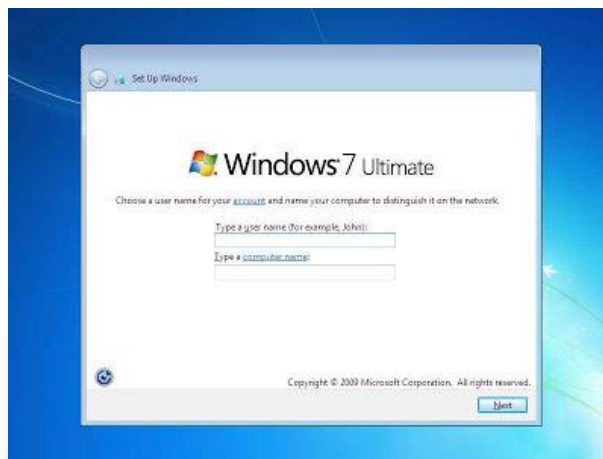 Set Up Windows
Windows 7 Ultimate
Choose a user name for your account and name your computer to distinguish it on the network.
Type a user name (for example, John):
Type a computer name:
Copyright © 2009 Microsoft Corporation. All rights reserved.
Next